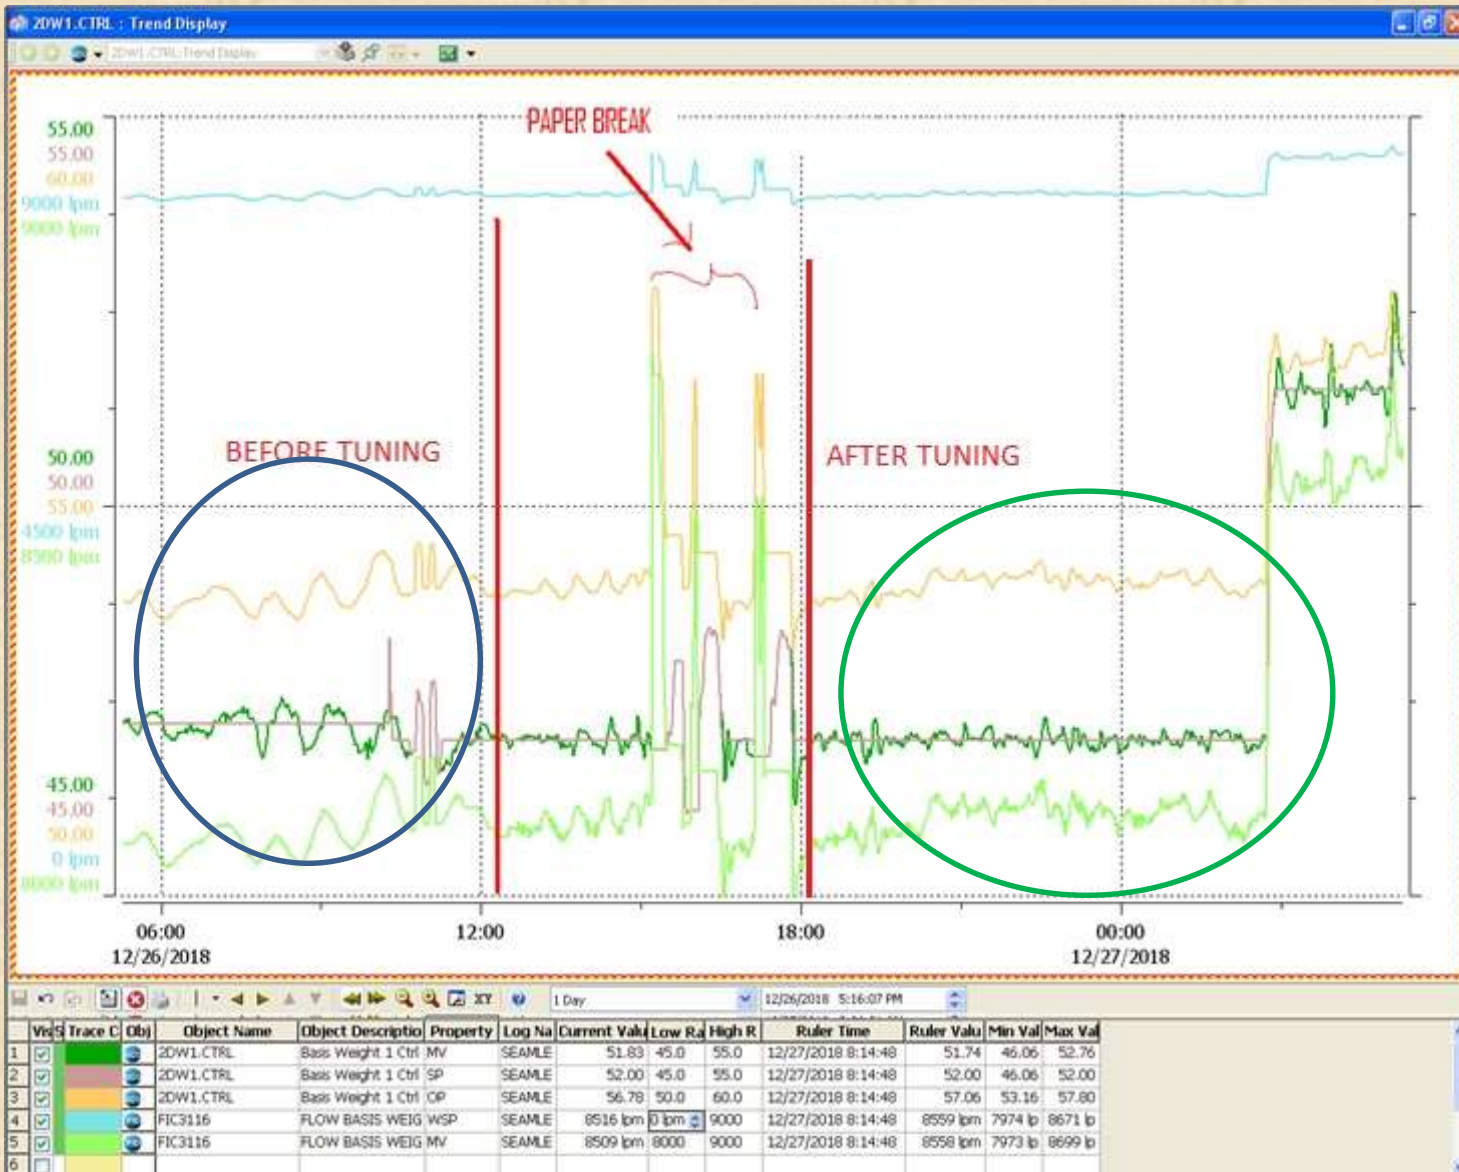 2DW1.CTRL : Trend Display
2DW1.CTRL:Trend Display
PAPER BREAK
55.00
55.00
60.00
9000 lpm
9000 lpm
BEFORE TUNING
AFTER TUNING
50.00
50.00
55.00
4500 lpm
8500 lpm
45.00
45.00
50.00
0 lpm
8000 lpm
06:00 12:00 18:00 00:00
12/26/2018 12/27/2018
XY 1 Day 12/26/2018 5:16:07 PM
Vis S Trace C Obj Object Name Object Descriptio Property Log Na Current Valu Low Ra High R Ruler Time Ruler Valu Min Val Max Val
1 2DW1.CTRL Basis Weight 1 Ctrl MV SEAMLE 51.83 45.0 55.0 12/27/2018 8:14:48 51.74 46.06 52.76
2 2DW1.CTRL Basis Weight 1 Ctrl SP SEAMLE 52.00 45.0 55.0 12/27/2018 8:14:48 52.00 46.06 52.00
3 2DW1.CTRL Basis Weight 1 Ctrl OP SEAMLE 56.78 50.0 60.0 12/27/2018 8:14:48 57.06 53.16 57.80
4 FIC3116 FLOW BASIS WEIG WSP SEAMLE 8516 lpm 0 lpm 9000 12/27/2018 8:14:48 8559 lpm 7974 lp 8671 lp
5 FIC3116 FLOW BASIS WEIG MV SEAMLE 8509 lpm 8000 9000 12/27/2018 8:14:48 8558 lpm 7973 lp 8699 lp
6